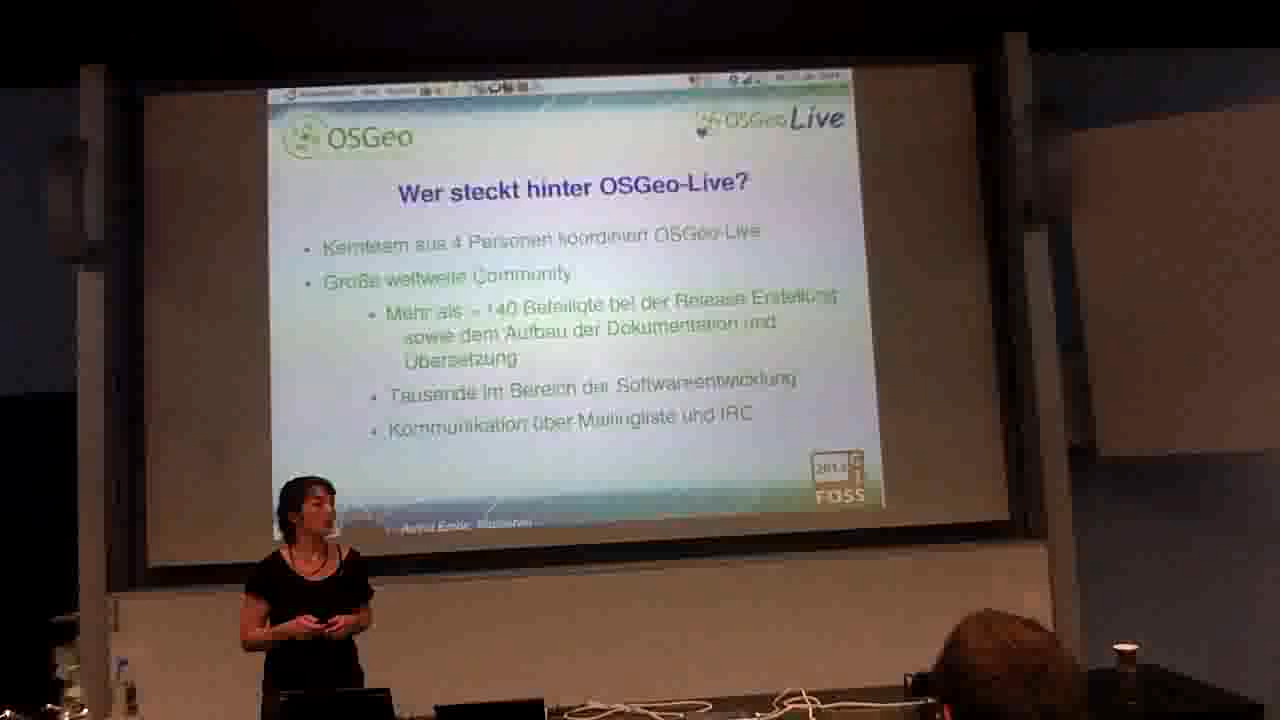 OSGeo
OSGeo Live
Wer steckt hinter OSGeo-Live?
• Kernteam aus 4 Personen koordiniert OSGeo-Live
• Große weltweite Community
• Mehr als 140 Beteiligte bei der Release Erstellung
sowie dem Aufbau der Dokumentation und
Übersetzung
• Tausende im Bereich der Softwareentwicklung
• Kommunikation über Mailingliste und IRC
FOSS